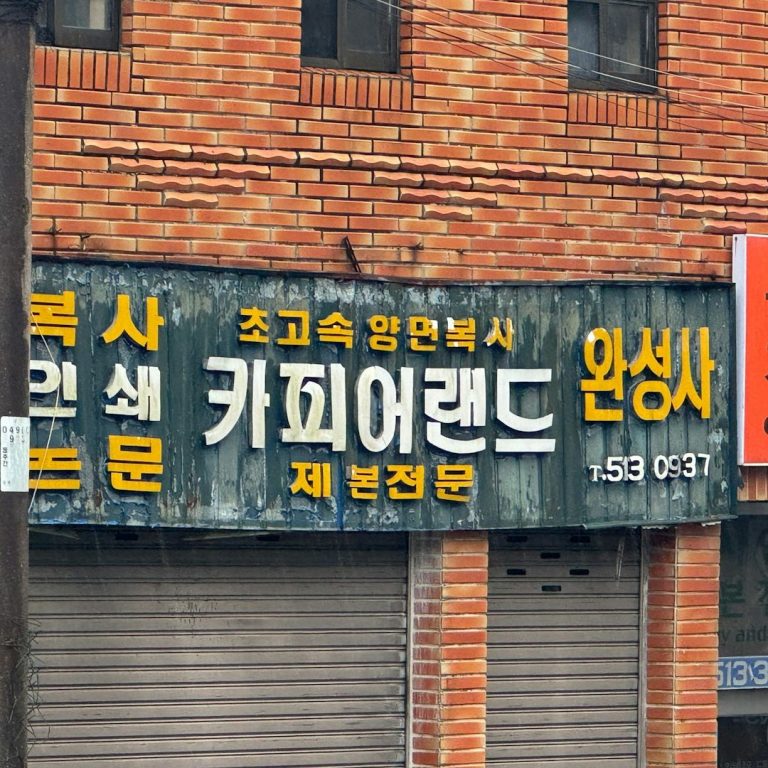 복사
인쇄
논문
초고속 양면복사
카피어랜드
제본전문
완성사
T.513 0937